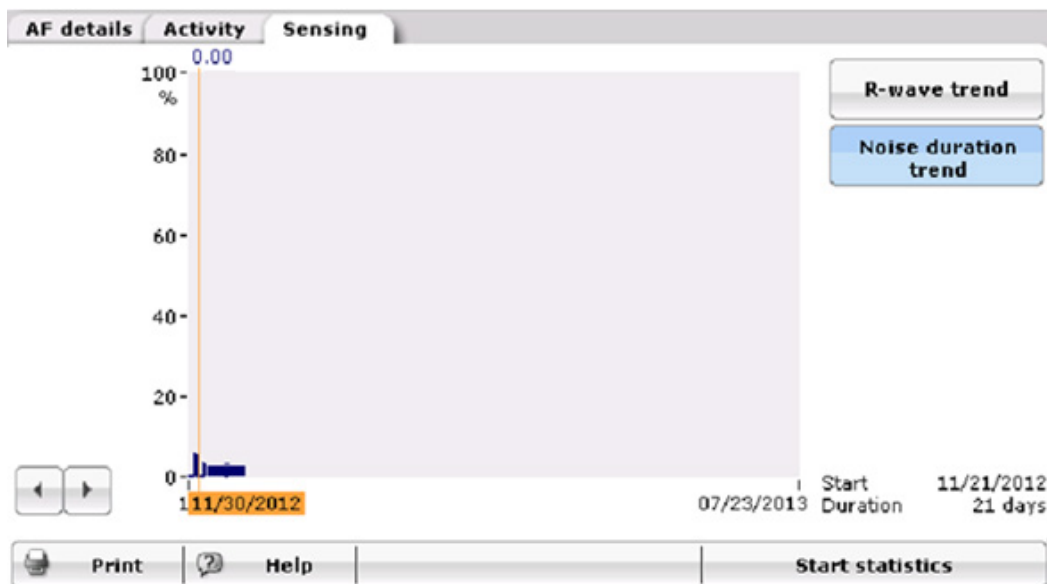 AF details Activity Sensing
0.00
100
%
R-wave trend
80
Noise duration
trend
60
40
20
0
1 11/30/2012 07/23/2013
Start 11/21/2012
Duration 21 days
Print Help Start statistics